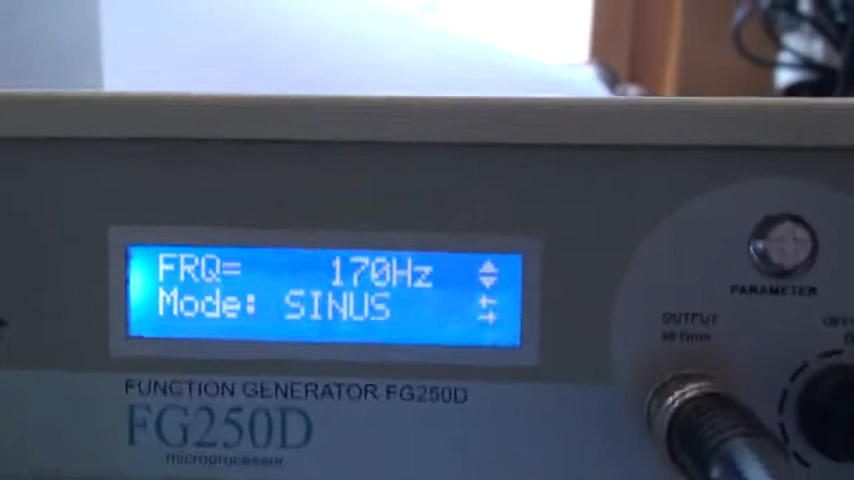 FRQ= 170Hz
Mode: SINUS
PARAMETER
OUTPUT
FUNCTION GENERATOR FG250D
FG250D
microprocessor